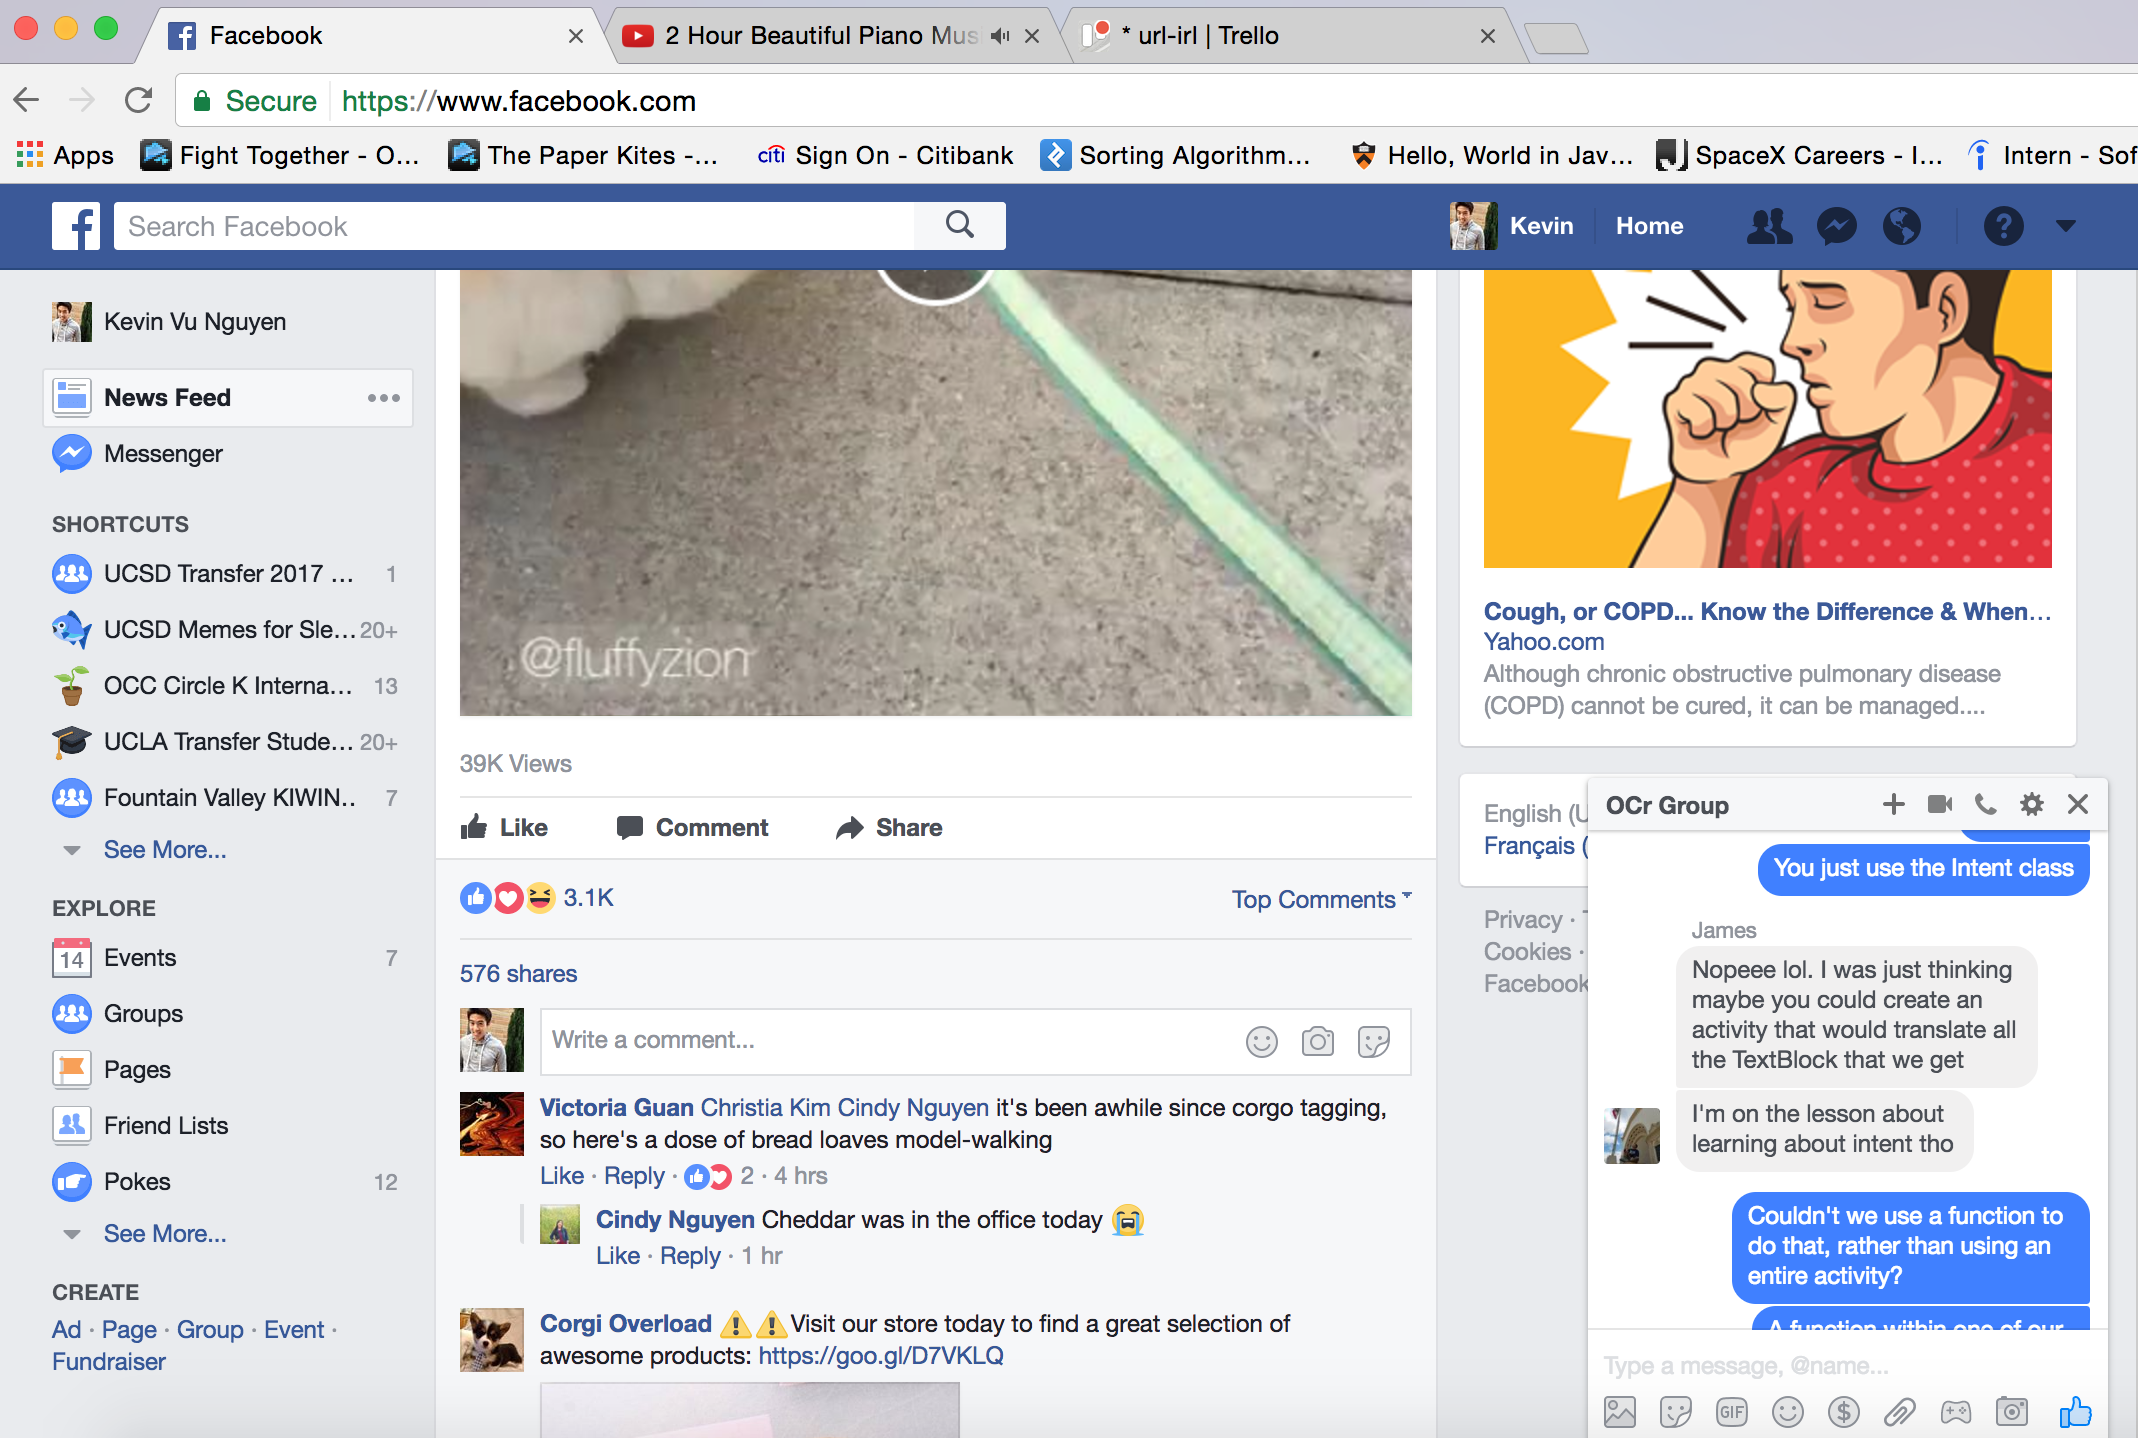 Facebook
2 Hour Beautiful Piano Mus
* url-irl | Trello
Secure
https://www.facebook.com
Apps
Fight Together - O...
The Paper Kites -...
citi
Sign On - Citibank
Sorting Algorithm...
Hello, World in Jav...
SpaceX Careers - I...
Intern - Sof
Search Facebook
Kevin
Home
Kevin Vu Nguyen
News Feed
Messenger
SHORTCUTS
UCSD Transfer 2017 ... 1
UCSD Memes for Sle... 20+
OCC Circle K Interna... 13
UCLA Transfer Stude... 20+
Fountain Valley KIWIN.. 7
See More...
EXPLORE
14
Events 7
Groups
Pages
Friend Lists
Pokes 12
See More...
CREATE
Ad · Page · Group · Event ·
Fundraiser
@fluffyzion
39K Views
Like
Comment
Share
3.1K
Top Comments
576 shares
Write a comment...
Victoria Guan Christia Kim Cindy Nguyen it's been awhile since corgo tagging,
so here's a dose of bread loaves model-walking
Like · Reply · 2 · 4 hrs
Cindy Nguyen Cheddar was in the office today 😭
Like · Reply · 1 hr
Corgi Overload ⚠️⚠️Visit our store today to find a great selection of
awesome products: https://goo.gl/D7VKLQ
Cough, or COPD... Know the Difference & When...
Yahoo.com
Although chronic obstructive pulmonary disease
(COPD) cannot be cured, it can be managed....
English (U
Français (
Privacy ·
Cookies ·
Facebook
OCr Group
You just use the Intent class
James
Nopeee lol. I was just thinking
maybe you could create an
activity that would translate all
the TextBlock that we get
I'm on the lesson about
learning about intent tho
Couldn't we use a function to
do that, rather than using an
entire activity?
A function within one of our
Type a message, @name...
GIF